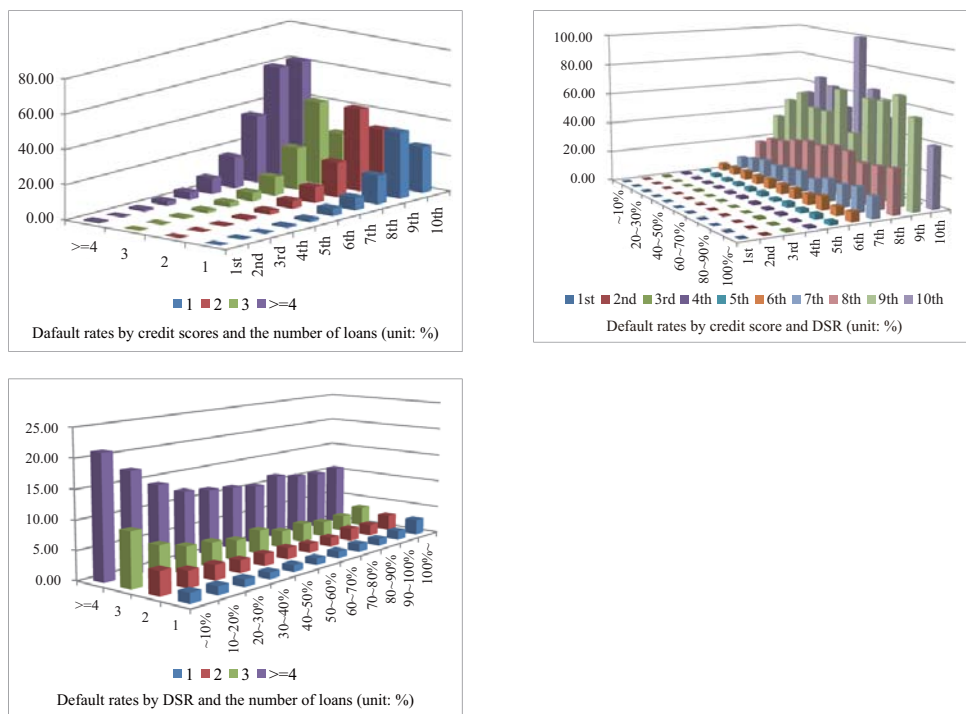 80.00
60.00
40.00
20.00
0.00
>=4
3
2
1
1st
2nd
3rd
4th
5th
6th
7th
8th
9th
10th
1 2 3 >=4
Dafault rates by credit scores and the number of loans (unit: %)
100.00
80.00
60.00
40.00
20.00
0.00
~10%
20~30%
40~50%
60~70%
80~90%
100%~
1st
2nd
3rd
4th
5th
6th
7th
8th
9th
10th
1st 2nd 3rd 4th 5th 6th 7th 8th 9th 10th
Default rates by credit score and DSR (unit: %)
25.00
20.00
15.00
10.00
5.00
0.00
>=4
3
2
1
~10%
10~20%
20~30%
30~40%
40~50%
50~60%
60~70%
70~80%
80~90%
90~100%
100%~
1 2 3 >=4
Default rates by DSR and the number of loans (unit: %)